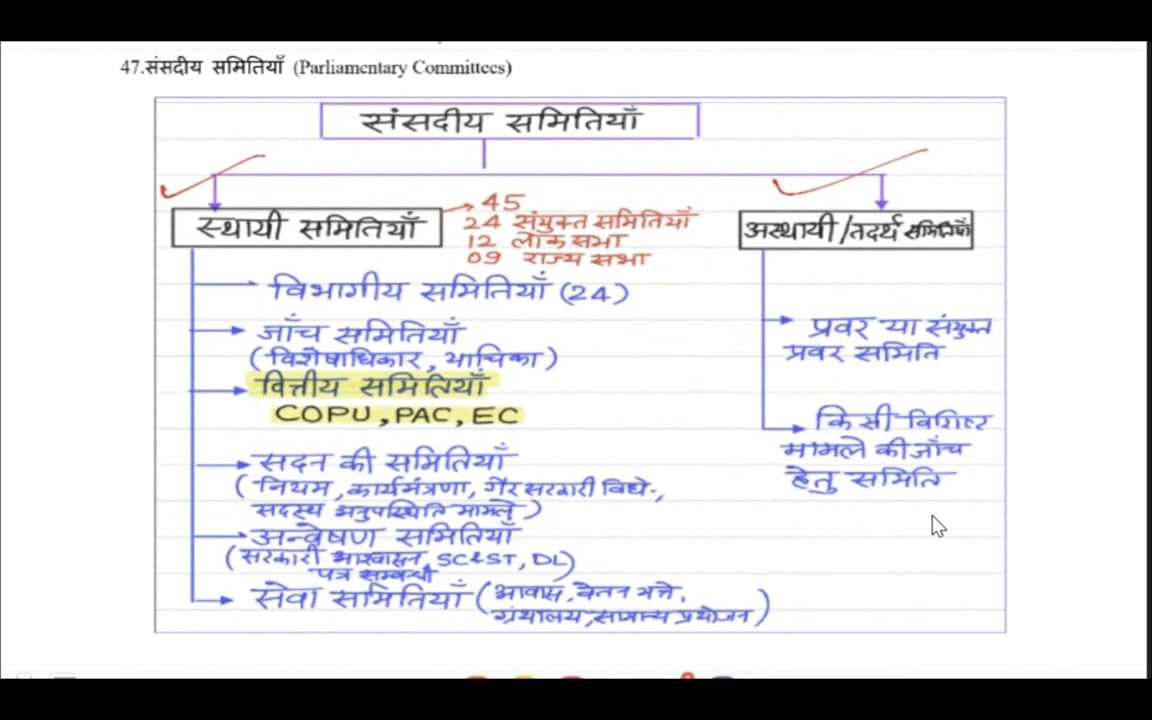 47.संसदीय समितियाँ (Parliamentary Committees)
संसदीय समितियाँ
स्थायी समितियाँ
45
24 संयुक्त समितियाँ
12 लोक सभा
09 राज्य सभा
अस्थायी/तदर्थ समितियाँ
विभागीय समितियाँ (24)
जाँच समितियाँ
(विशेषाधिकार, याचिका)
वित्तीय समितियाँ
COPU, PAC, EC
सदन की समितियाँ
(नियम, कार्यमंत्रणा, गैर सरकारी विधे.,
सदस्य अनुपस्थिति मामले)
अन्वेषण समितियाँ
(सरकारी आश्वासन, SC&ST, DL)
पत्र सम्बन्धी
सेवा समितियाँ (आवास, वेतन भत्ते,
ग्रंथालय, सामान्य प्रयोजन)
प्रवर या संयुक्त
प्रवर समिति
किसी विशिष्ट
मामले की जाँच
हेतु समिति